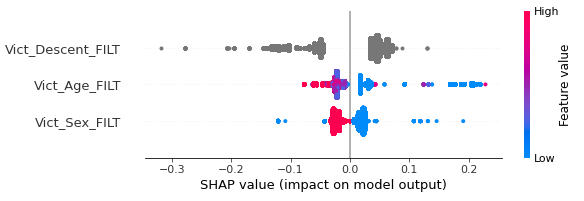 High
Vict_Descent_FILT
Vict_Age_FILT
Vict_Sex_FILT
Feature value
Low
−0.3 −0.2 −0.1 0.0 0.1 0.2
SHAP value (impact on model output)